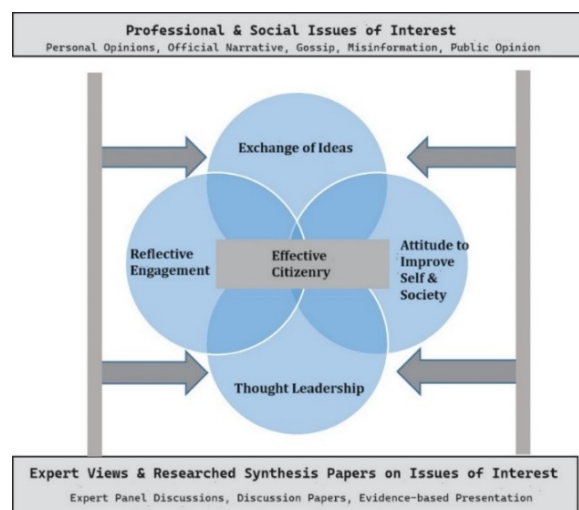 Professional & Social Issues of Interest
Personal Opinions, Official Narrative, Gossip, Misinformation, Public Opinion
Exchange of Ideas
Reflective
Engagement
Effective
Citizenry
Attitude to
Improve
Self &
Society
Thought Leadership
Expert Views & Researched Synthesis Papers on Issues of Interest
Expert Panel Discussions, Discussion Papers, Evidence-based Presentation